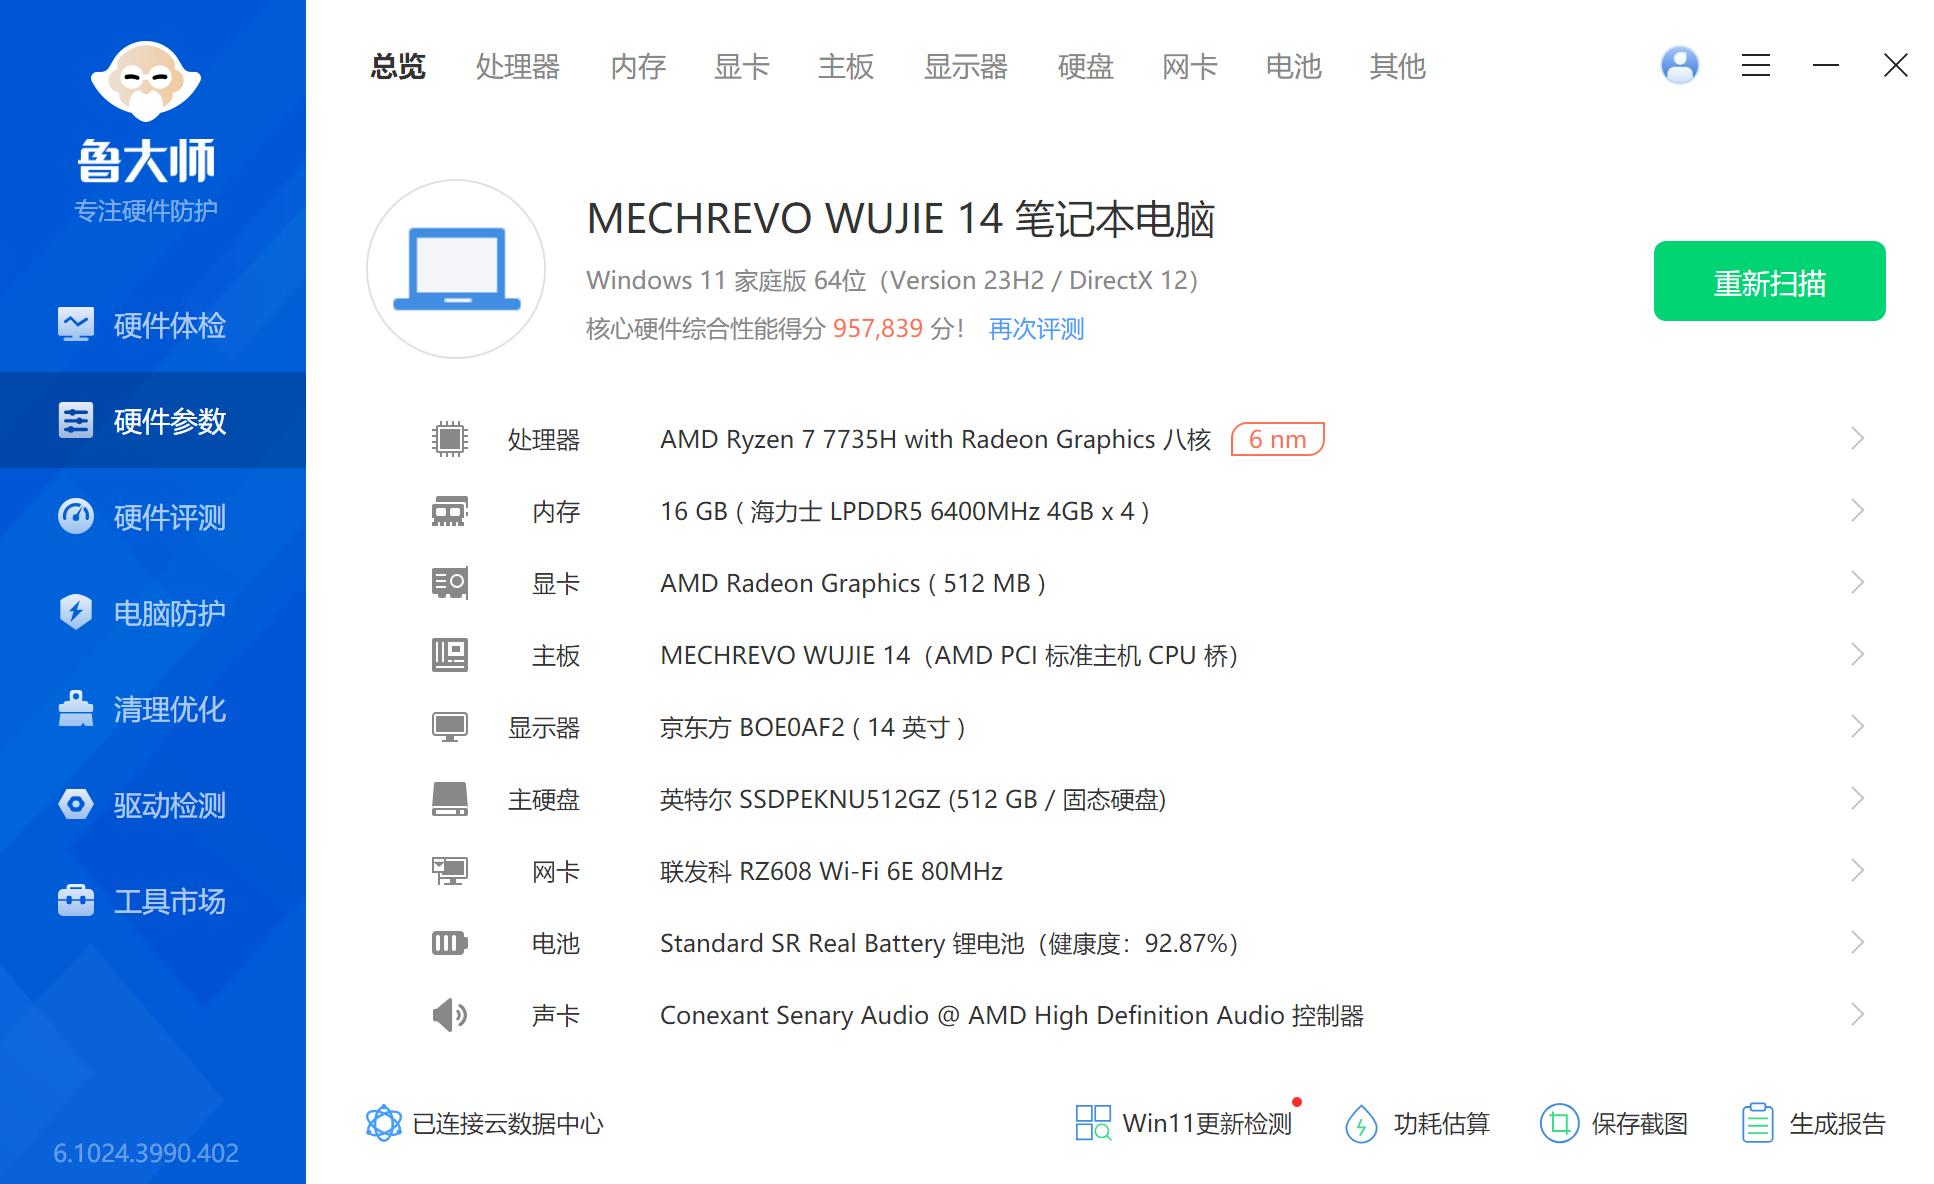 鲁大师
专注硬件防护
硬件体检
硬件参数
硬件评测
电脑防护
清理优化
驱动检测
工具市场
6.1024.3990.402
总览 处理器 内存 显卡 主板 显示器 硬盘 网卡 电池 其他
MECHREVO WUJIE 14 笔记本电脑
Windows 11 家庭版 64位（Version 23H2 / DirectX 12）
核心硬件综合性能得分 957,839 分！ 再次评测
重新扫描
处理器 AMD Ryzen 7 7735H with Radeon Graphics 八核 6 nm
内存 16 GB ( 海力士 LPDDR5 6400MHz 4GB x 4 )
显卡 AMD Radeon Graphics ( 512 MB )
主板 MECHREVO WUJIE 14（AMD PCI 标准主机 CPU 桥）
显示器 京东方 BOE0AF2 ( 14 英寸 )
主硬盘 英特尔 SSDPEKNU512GZ (512 GB / 固态硬盘)
网卡 联发科 RZ608 Wi-Fi 6E 80MHz
电池 Standard SR Real Battery 锂电池（健康度：92.87%）
声卡 Conexant Senary Audio @ AMD High Definition Audio 控制器
已连接云数据中心 Win11更新检测 功耗估算 保存截图 生成报告